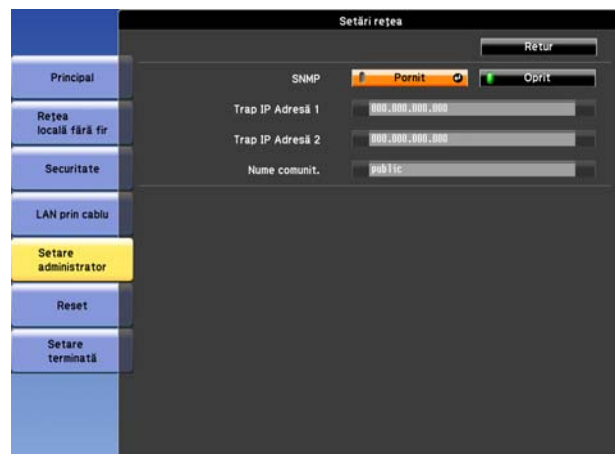 Setări rețea
Retur
Principal
Rețea
locală fără fir
Securitate
LAN prin cablu
Setare
administrator
Reset
Setare
terminată
SNMP Pornit Oprit
Trap IP Adresă 1 000.000.000.000
Trap IP Adresă 2 000.000.000.000
Nume comunit. public